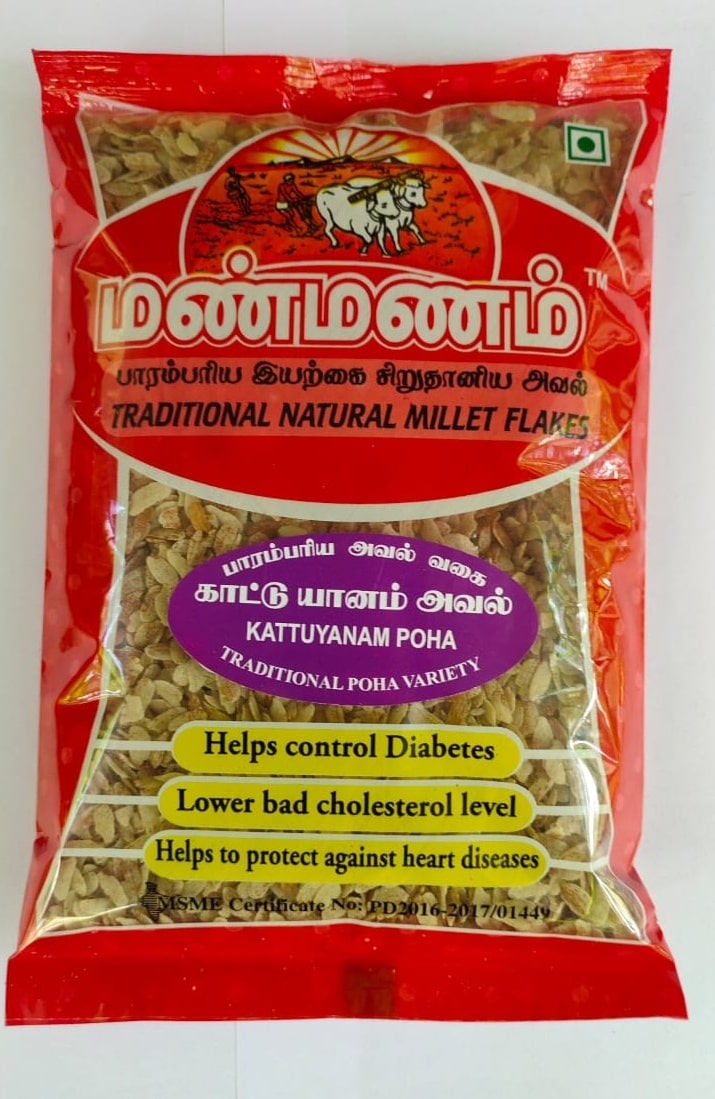 மண்மணம்™
பாரம்பரிய இயற்கை சிறுதானிய அவல்
TRADITIONAL NATURAL MILLET FLAKES
பாரம்பரிய அவல் வகை
காட்டு யானம் அவல்
KATTUYANAM POHA
TRADITIONAL POHA VARIETY
Helps control Diabetes
Lower bad cholesterol level
Helps to protect against heart diseases
MSME Certificate No: PD2016-2017/01449